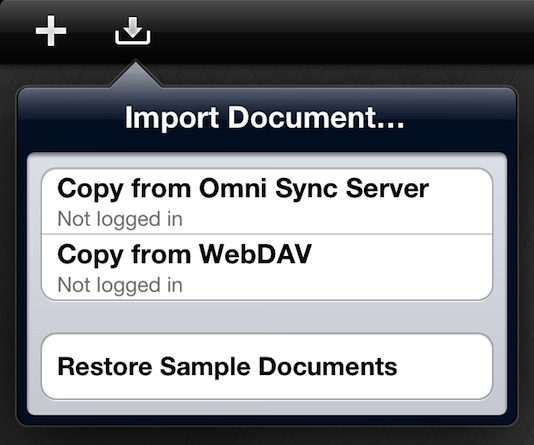 Import Document...
Copy from Omni Sync Server
Not logged in
Copy from WebDAV
Not logged in
Restore Sample Documents